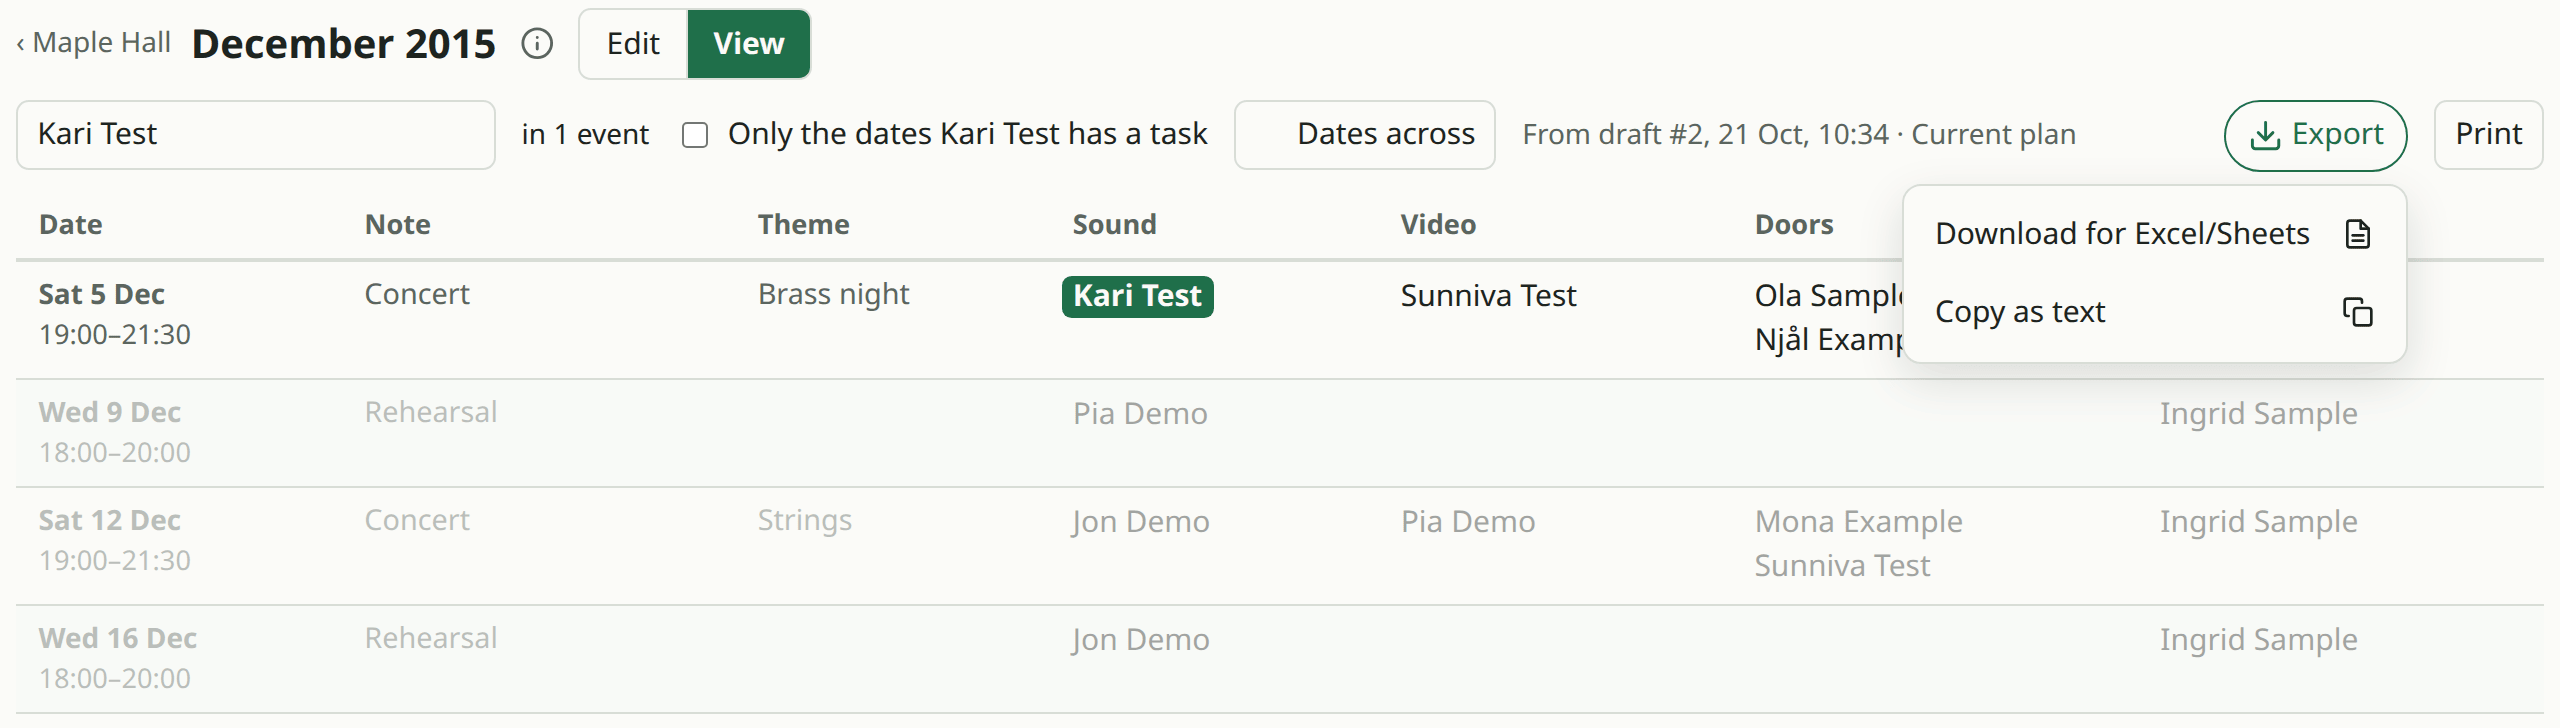 ‹ Maple Hall December 2015 Edit View
Kari Test in 1 event Only the dates Kari Test has a task Dates across From draft #2, 21 Oct, 10:34 · Current plan Export Print
Download for Excel/Sheets
Copy as text
Date Note Theme Sound Video Doors
Sat 5 Dec Concert Brass night Kari Test Sunniva Test Ola
19:00–21:30 Njål
Wed 9 Dec Rehearsal Pia Demo Ingrid Sample
18:00–20:00
Sat 12 Dec Concert Strings Jon Demo Pia Demo Mona Example Ingrid Sample
19:00–21:30 Sunniva Test
Wed 16 Dec Rehearsal Jon Demo Ingrid Sample
18:00–20:00